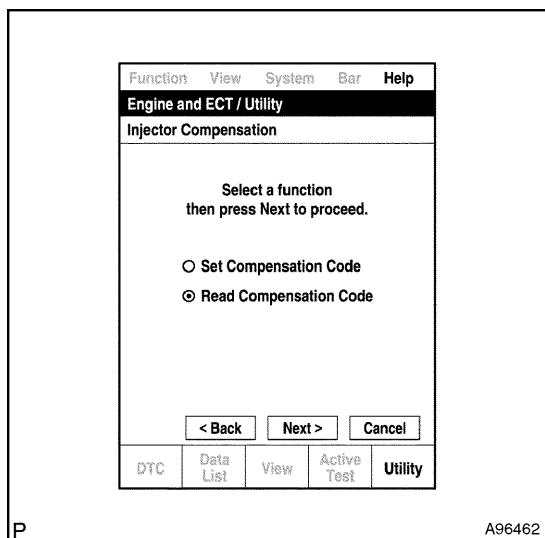 Function View System Bar Help
Engine and ECT / Utility
Injector Compensation
Select a function
then press Next to proceed.
Set Compensation Code
Read Compensation Code
< Back Next > Cancel
DTC Data List View Active Test Utility
P A96462